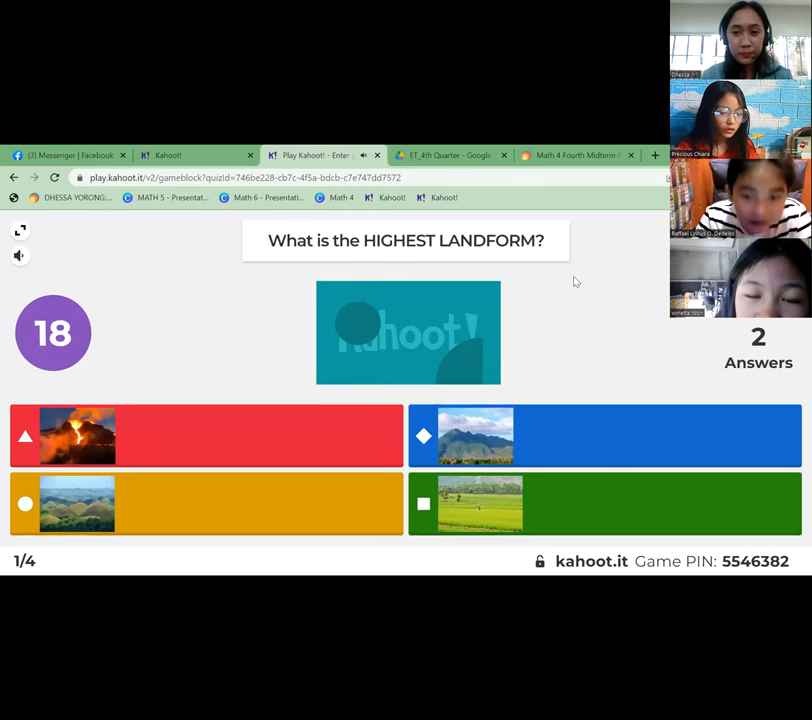 Dhessa
Precious Chiara
Raffael Linnus D. Dedeles
(3) Messenger | Facebook
Kahoot!
Play Kahoot! - Enter
ET_4th Quarter - Google
Math 4 Fourth Midterm
play.kahoot.it/v2/gameblock?quizId=746be228-cb7c-4f5a-bdcb-c7e747dd7572
DHESSA YORONG:...
MATH 5 - Presentat...
Math 6 - Presentati...
Math 4
Kahoot!
Kahoot!
What is the HIGHEST LANDFORM?
18
Kahoot!
2
Answers
1/4
kahoot.it Game PIN: 5546382